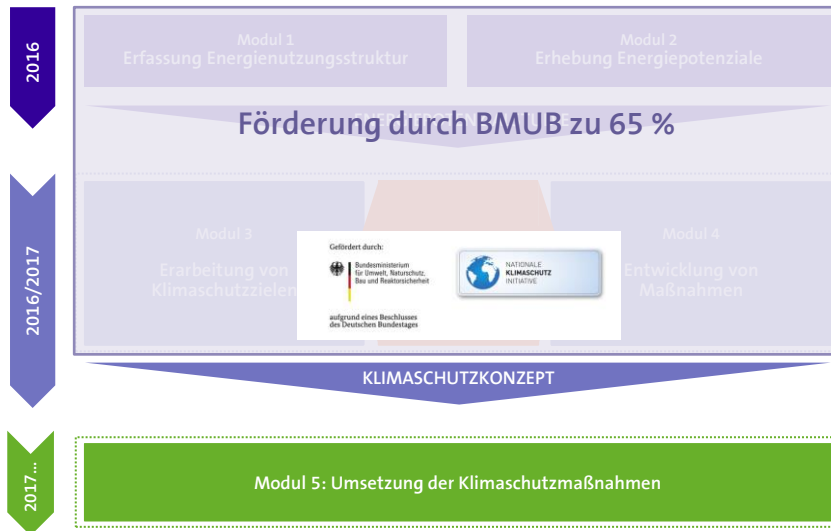 2016
Modul 1
Erfassung Energienutzungsstruktur
Modul 2
Erhebung Energiepotenziale
Förderung durch BMUB zu 65 %
2016/2017
Modul 3
Erarbeitung von
Klimaschutzzielen
Modul 4
Entwicklung von
Maßnahmen
Gefördert durch:
Bundesministerium
für Umwelt, Naturschutz,
Bau und Reaktorsicherheit
aufgrund eines Beschlusses
des Deutschen Bundestages
NATIONALE
KLIMASCHUTZ
INITIATIVE
KLIMASCHUTZKONZEPT
2017...
Modul 5: Umsetzung der Klimaschutzmaßnahmen